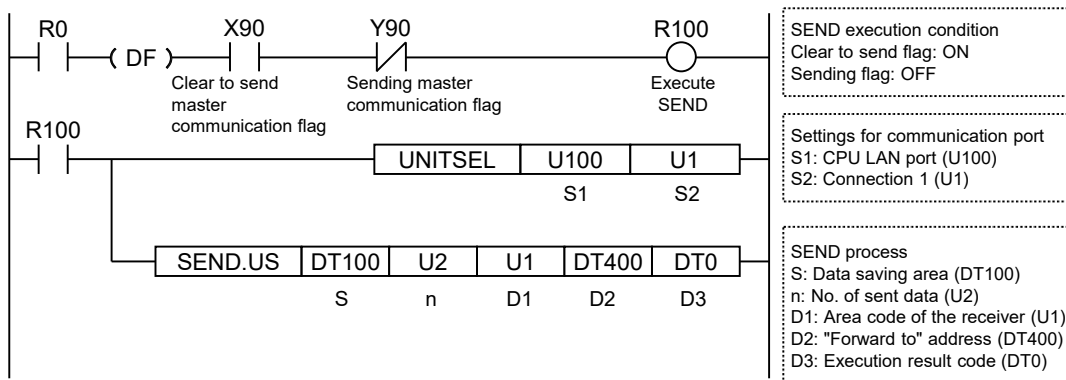 R0 X90 Y90 R100
DF
Clear to send
master
communication flag
Sending master
communication flag
Execute
SEND
SEND execution condition
Clear to send flag: ON
Sending flag: OFF
R100
UNITSEL U100 U1
S1 S2
Settings for communication port
S1: CPU LAN port (U100)
S2: Connection 1 (U1)
SEND.US DT100 U2 U1 DT400 DT0
S n D1 D2 D3
SEND process
S: Data saving area (DT100)
n: No. of sent data (U2)
D1: Area code of the receiver (U1)
D2: "Forward to" address (DT400)
D3: Execution result code (DT0)